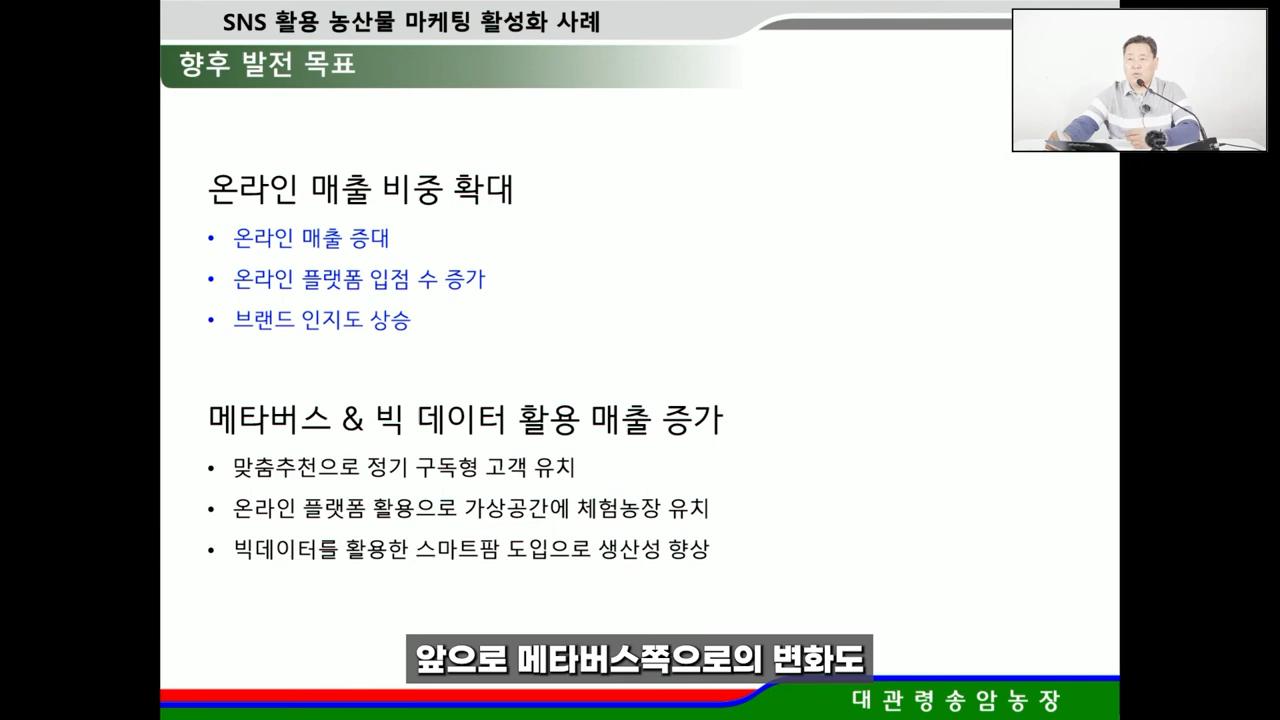 SNS 활용 농산물 마케팅 활성화 사례
향후 발전 목표
온라인 매출 비중 확대
• 온라인 매출 증대
• 온라인 플랫폼 입점 수 증가
• 브랜드 인지도 상승
메타버스 & 빅 데이터 활용 매출 증가
• 맞춤추천으로 정기 구독형 고객 유치
• 온라인 플랫폼 활용으로 가상공간에 체험농장 유치
• 빅데이터를 활용한 스마트팜 도입으로 생산성 향상
앞으로 메타버스쪽으로의 변화도
대관령송암농장